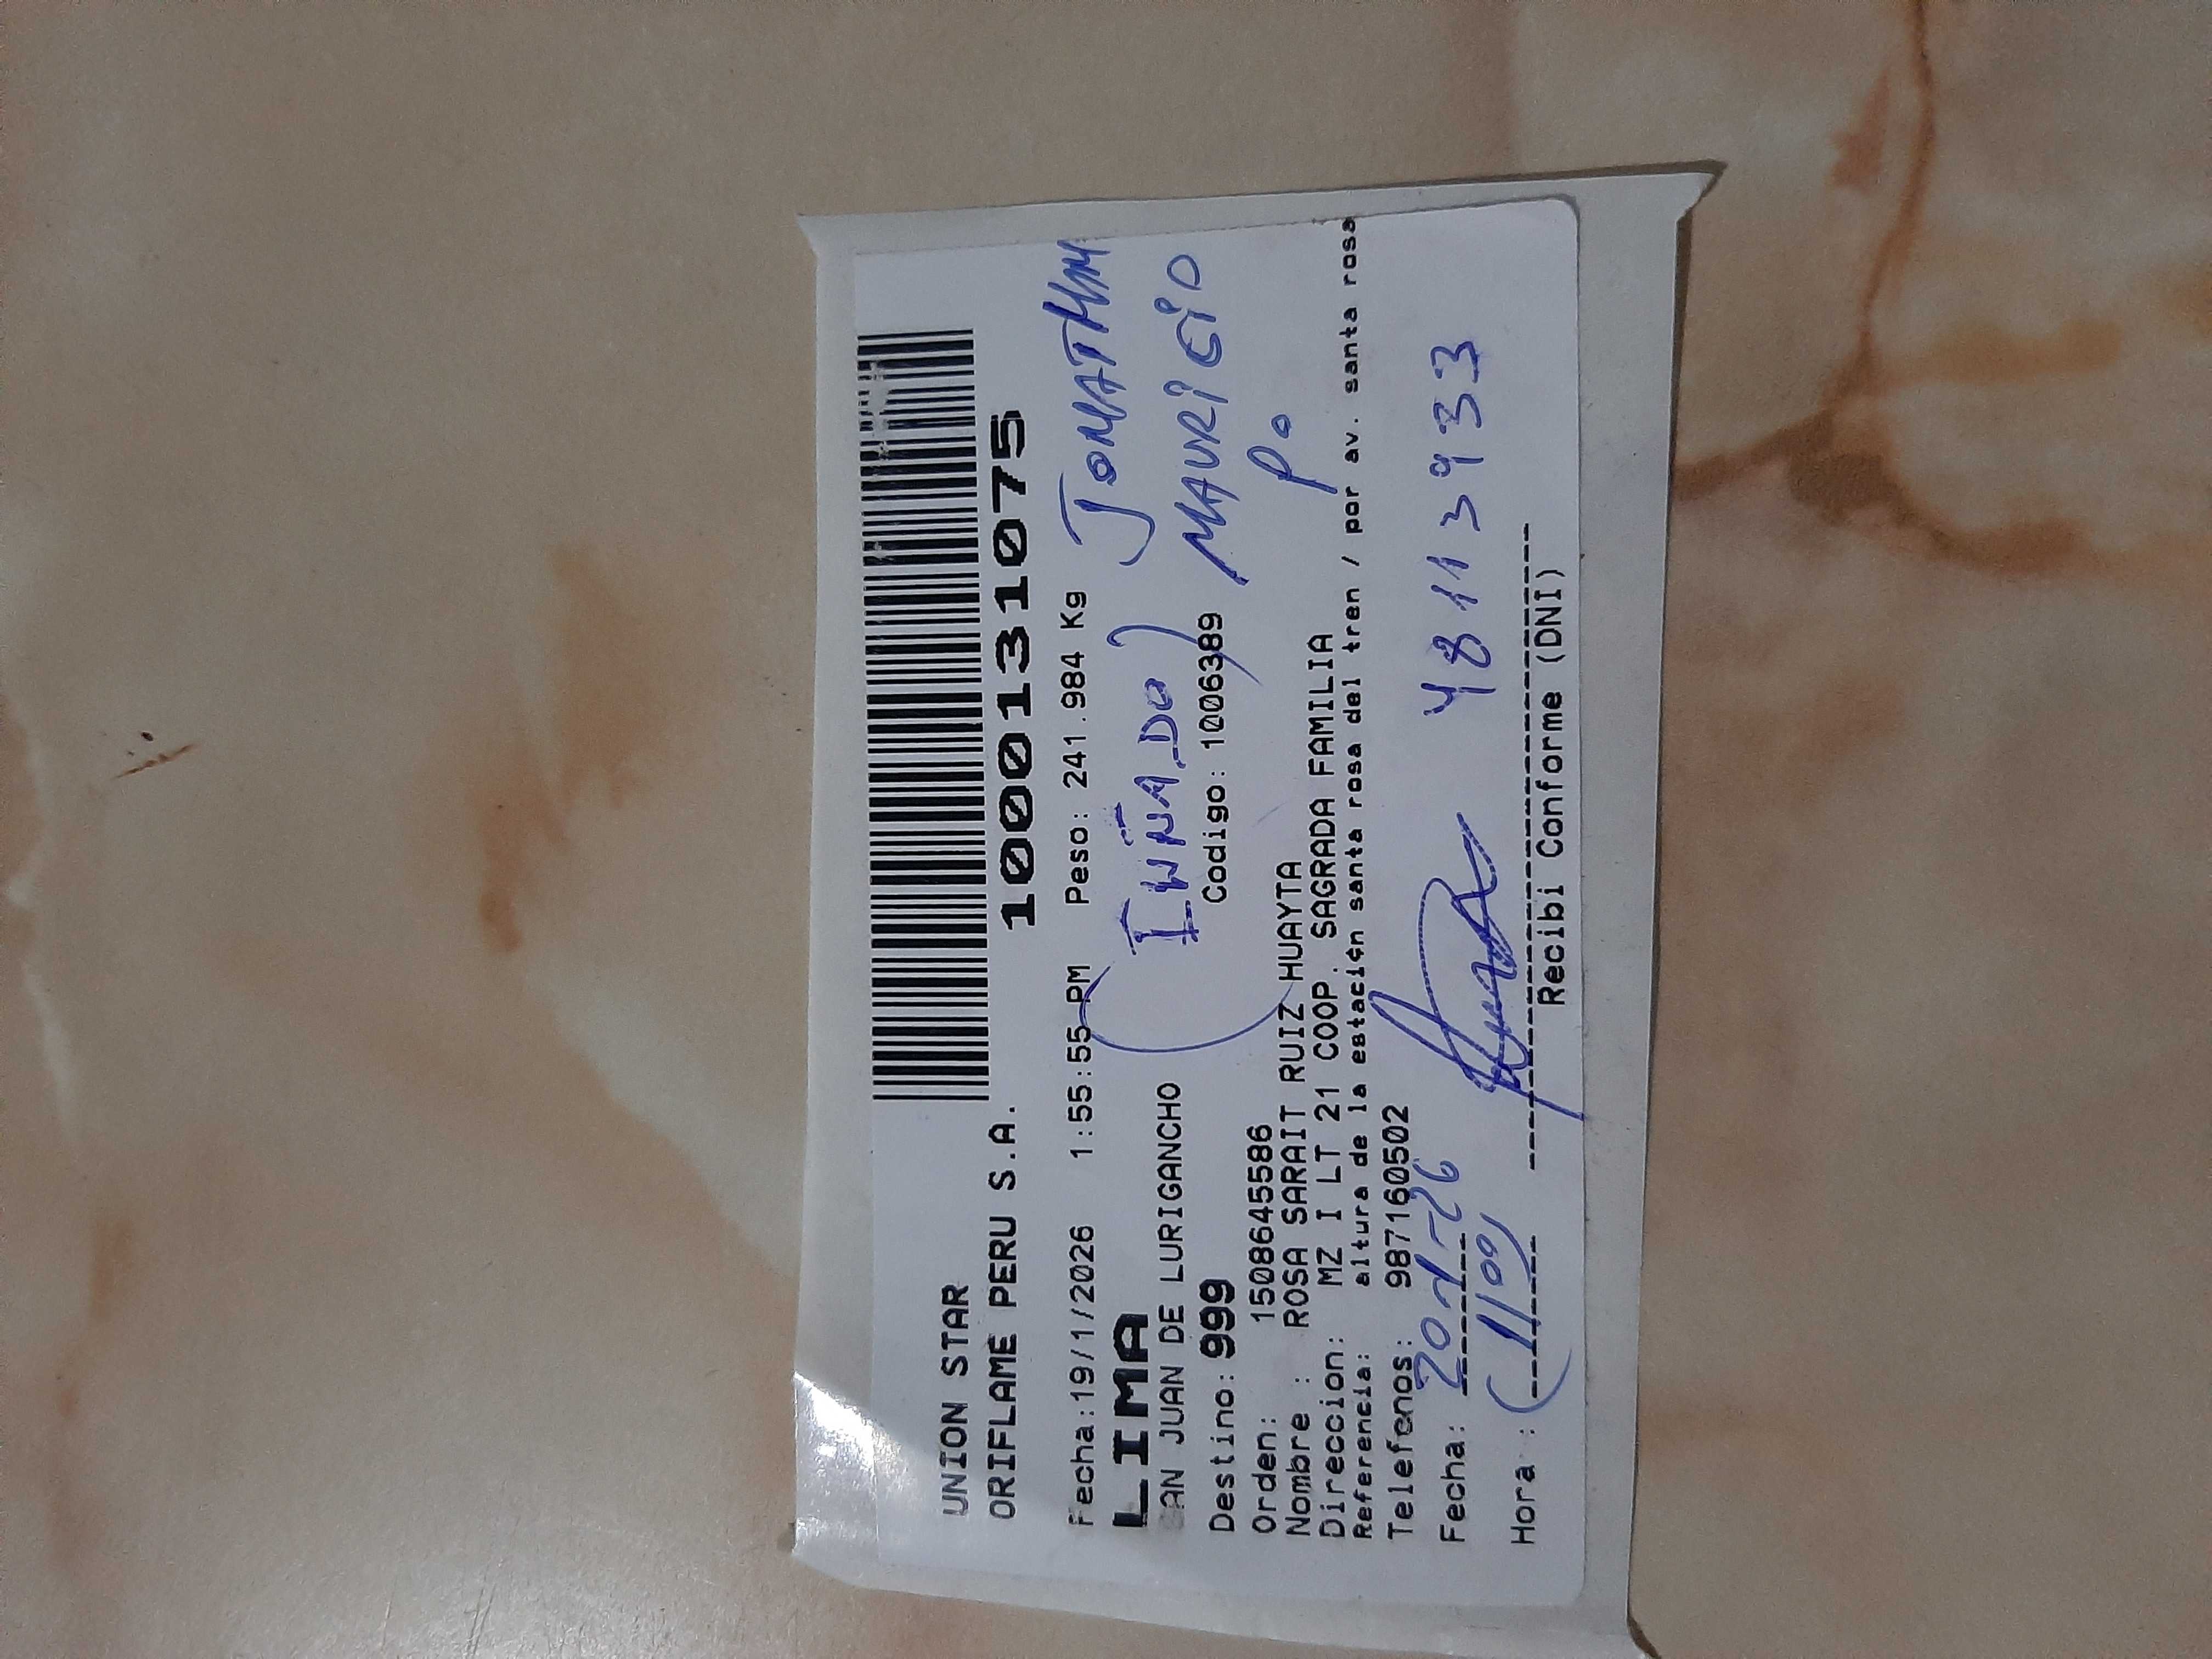 UNION STAR
ORIFLAME PERU S.A.
1000131075
Fecha:19/1/2026 1:55:55 PM Peso: 241.984 Kg
LIMA
SAN JUAN DE LURIGANCHO
JONATHAN
MAURICIO
P.
Destino: 999 Codigo: 1006389
Orden: 1508645586
Nombre : ROSA SARAIT RUIZ HUAYTA
Direccion: MZ I LT 21 COOP. SAGRADA FAMILIA
Referencia: altura de la estación santa rosa del tren / por av. santa rosa
Telefonos: 987160502
Fecha: 20-1-26 48113933
Hora : (11:00)
Recibi Conforme (DNI)